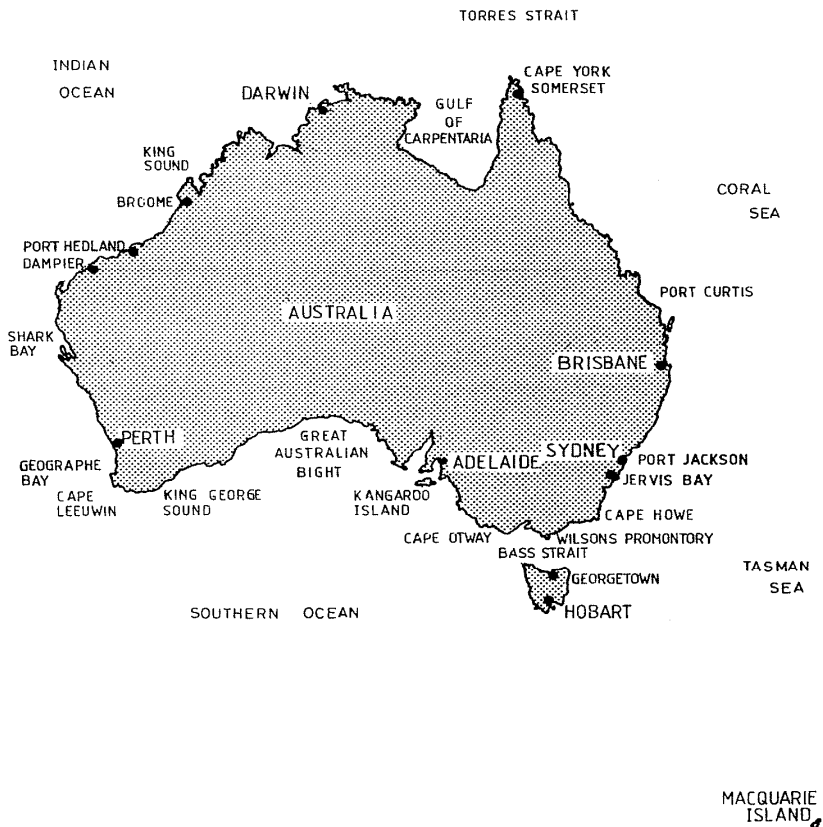 TORRES STRAIT
INDIAN
OCEAN
CAPE YORK
SOMERSET
DARWIN
GULF
OF
CARPENTARIA
KING
SOUND
BROOME
CORAL
SEA
PORT HEDLAND
DAMPIER
PORT CURTIS
AUSTRALIA
SHARK
BAY
BRISBANE
PERTH
GREAT
AUSTRALIAN
BIGHT
SYDNEY
ADELAIDE
PORT JACKSON
JERVIS BAY
GEOGRAPHE
BAY
CAPE
LEEUWIN
KING GEORGE
SOUND
KANGAROO
ISLAND
CAPE HOWE
CAPE OTWAY
WILSONS PROMONTORY
BASS STRAIT
TASMAN
SEA
GEORGETOWN
HOBART
SOUTHERN OCEAN
MACQUARIE
ISLAND